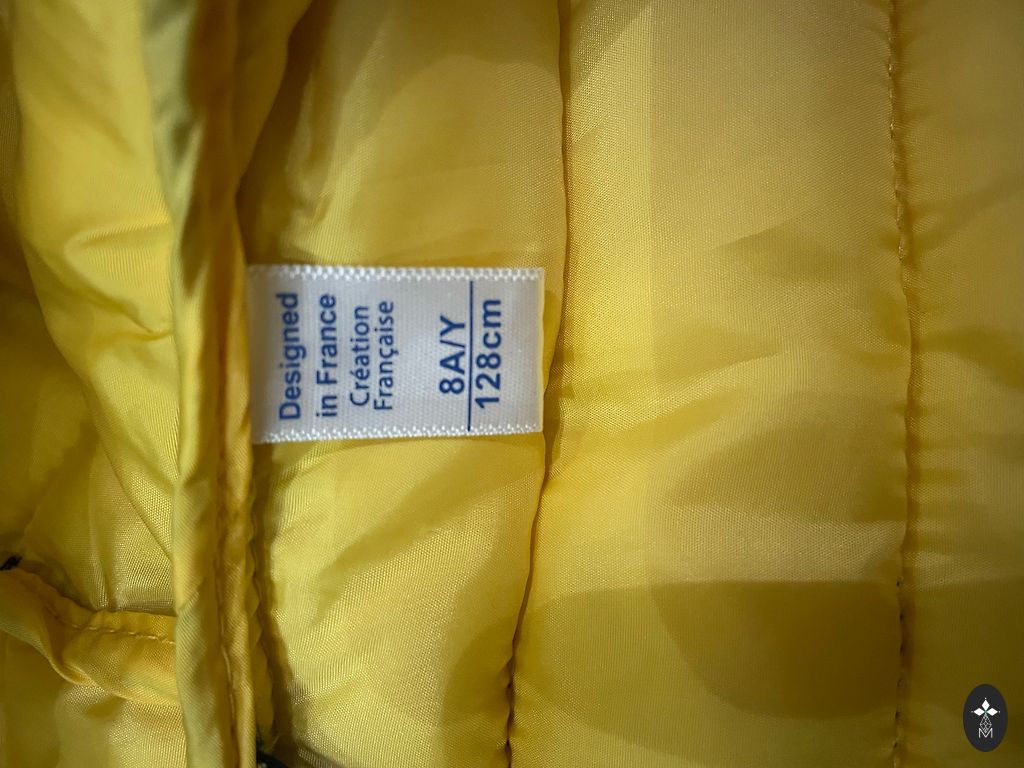 Designed
in France
Création
Française
8A/Y
128cm